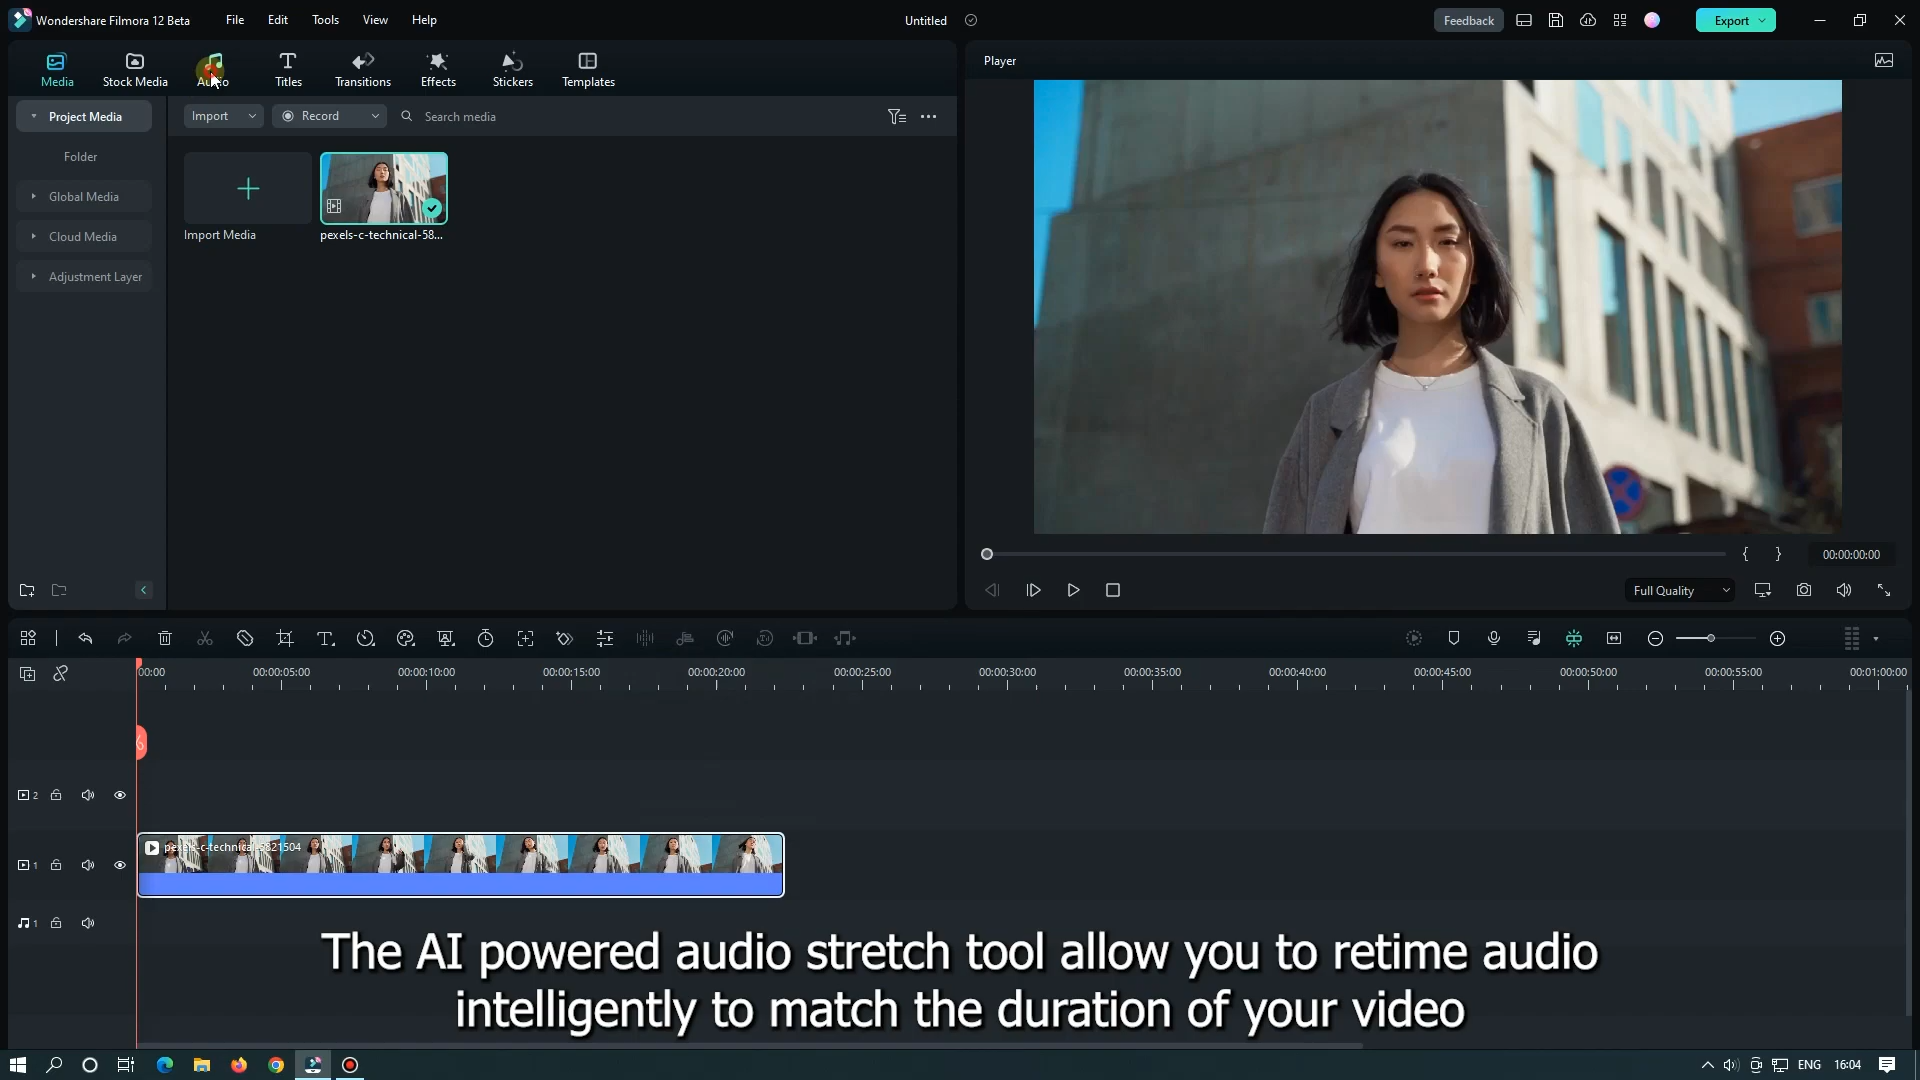 Wondershare Filmora 12 Beta
File Edit Tools View Help
Untitled
Feedback
Export
Media
Stock Media
Audio
Titles
Transitions
Effects
Stickers
Templates
Player
Project Media
Import
Record
Search media
Folder
Global Media
Cloud Media
Adjustment Layer
Import Media
pexels-c-technical-58...
00:00:00:00
Full Quality
00:00 00:00:05:00 00:00:10:00 00:00:15:00 00:00:20:00 00:00:25:00 00:00:30:00 00:00:35:00 00:00:40:00 00:00:45:00 00:00:50:00 00:00:55:00 00:01:00:00
2
pexels-c-technical-5821504
1
1
The AI powered audio stretch tool allow you to retime audio
intelligently to match the duration of your video
ENG 16:04